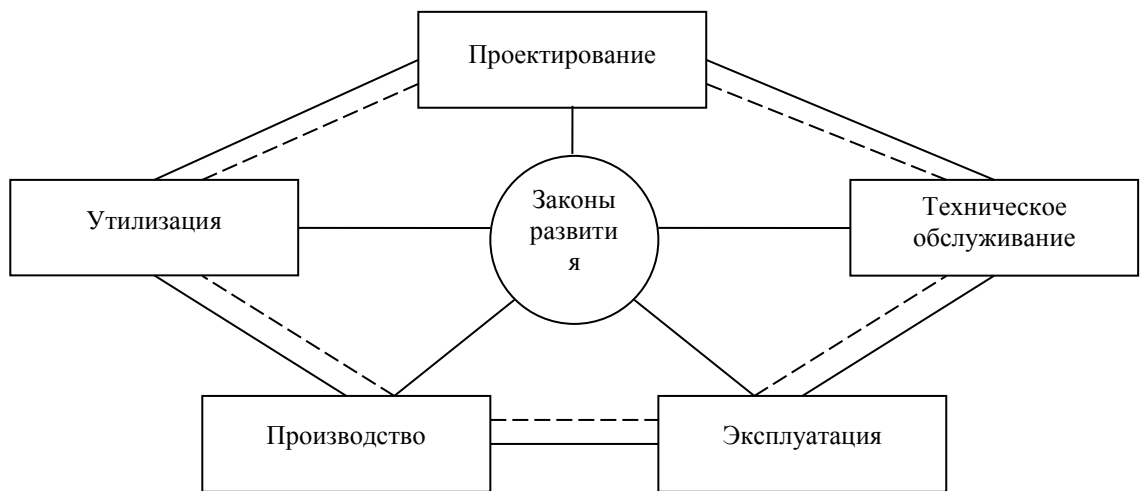 Проектирование
Утилизация
Законы
развити
я
Техническое
обслуживание
Производство
Эксплуатация